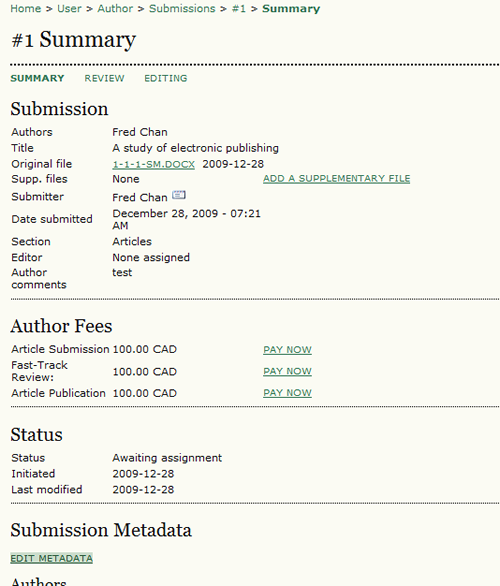 Home > User > Author > Submissions > #1 > Summary
#1 Summary
SUMMARY REVIEW EDITING
Submission
Authors Fred Chan
Title A study of electronic publishing
Original file 1-1-1-SM.DOCX 2009-12-28
Supp. files None ADD A SUPPLEMENTARY FILE
Submitter Fred Chan
Date submitted December 28, 2009 - 07:21
AM
Section Articles
Editor None assigned
Author test
comments
Author Fees
Article Submission 100.00 CAD PAY NOW
Fast-Track
Review: 100.00 CAD PAY NOW
Article Publication 100.00 CAD PAY NOW
Status
Status Awaiting assignment
Initiated 2009-12-28
Last modified 2009-12-28
Submission Metadata
EDIT METADATA
Authors